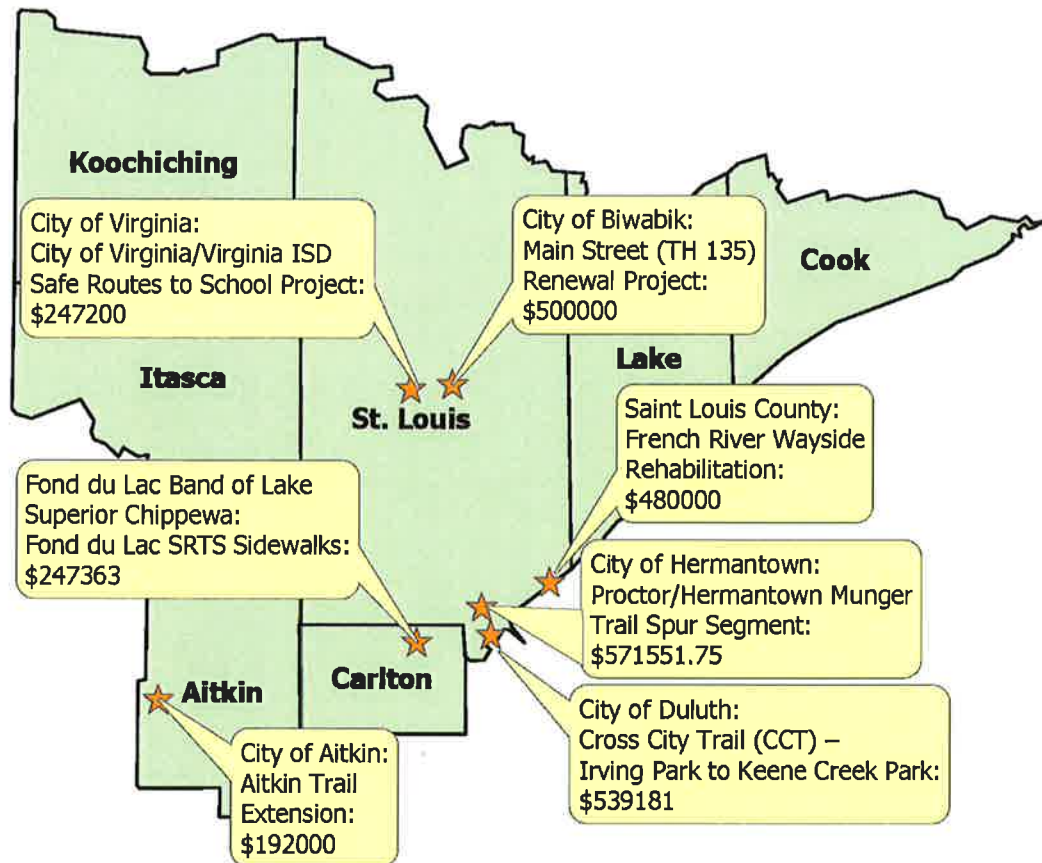 Koochiching
City of Virginia:
City of Virginia/Virginia ISD
Safe Routes to School Project:
$247200
City of Biwabik:
Main Street (TH 135)
Renewal Project:
$500000
Cook
Itasca
St. Louis
Lake
Saint Louis County:
French River Wayside
Rehabilitation:
$480000
Fond du Lac Band of Lake
Superior Chippewa:
Fond du Lac SRTS Sidewalks:
$247363
City of Hermantown:
Proctor/Hermantown Munger
Trail Spur Segment:
$571551.75
Aitkin
Carlton
City of Duluth:
Cross City Trail (CCT) –
Irving Park to Keene Creek Park:
$539181
City of Aitkin:
Aitkin Trail
Extension:
$192000